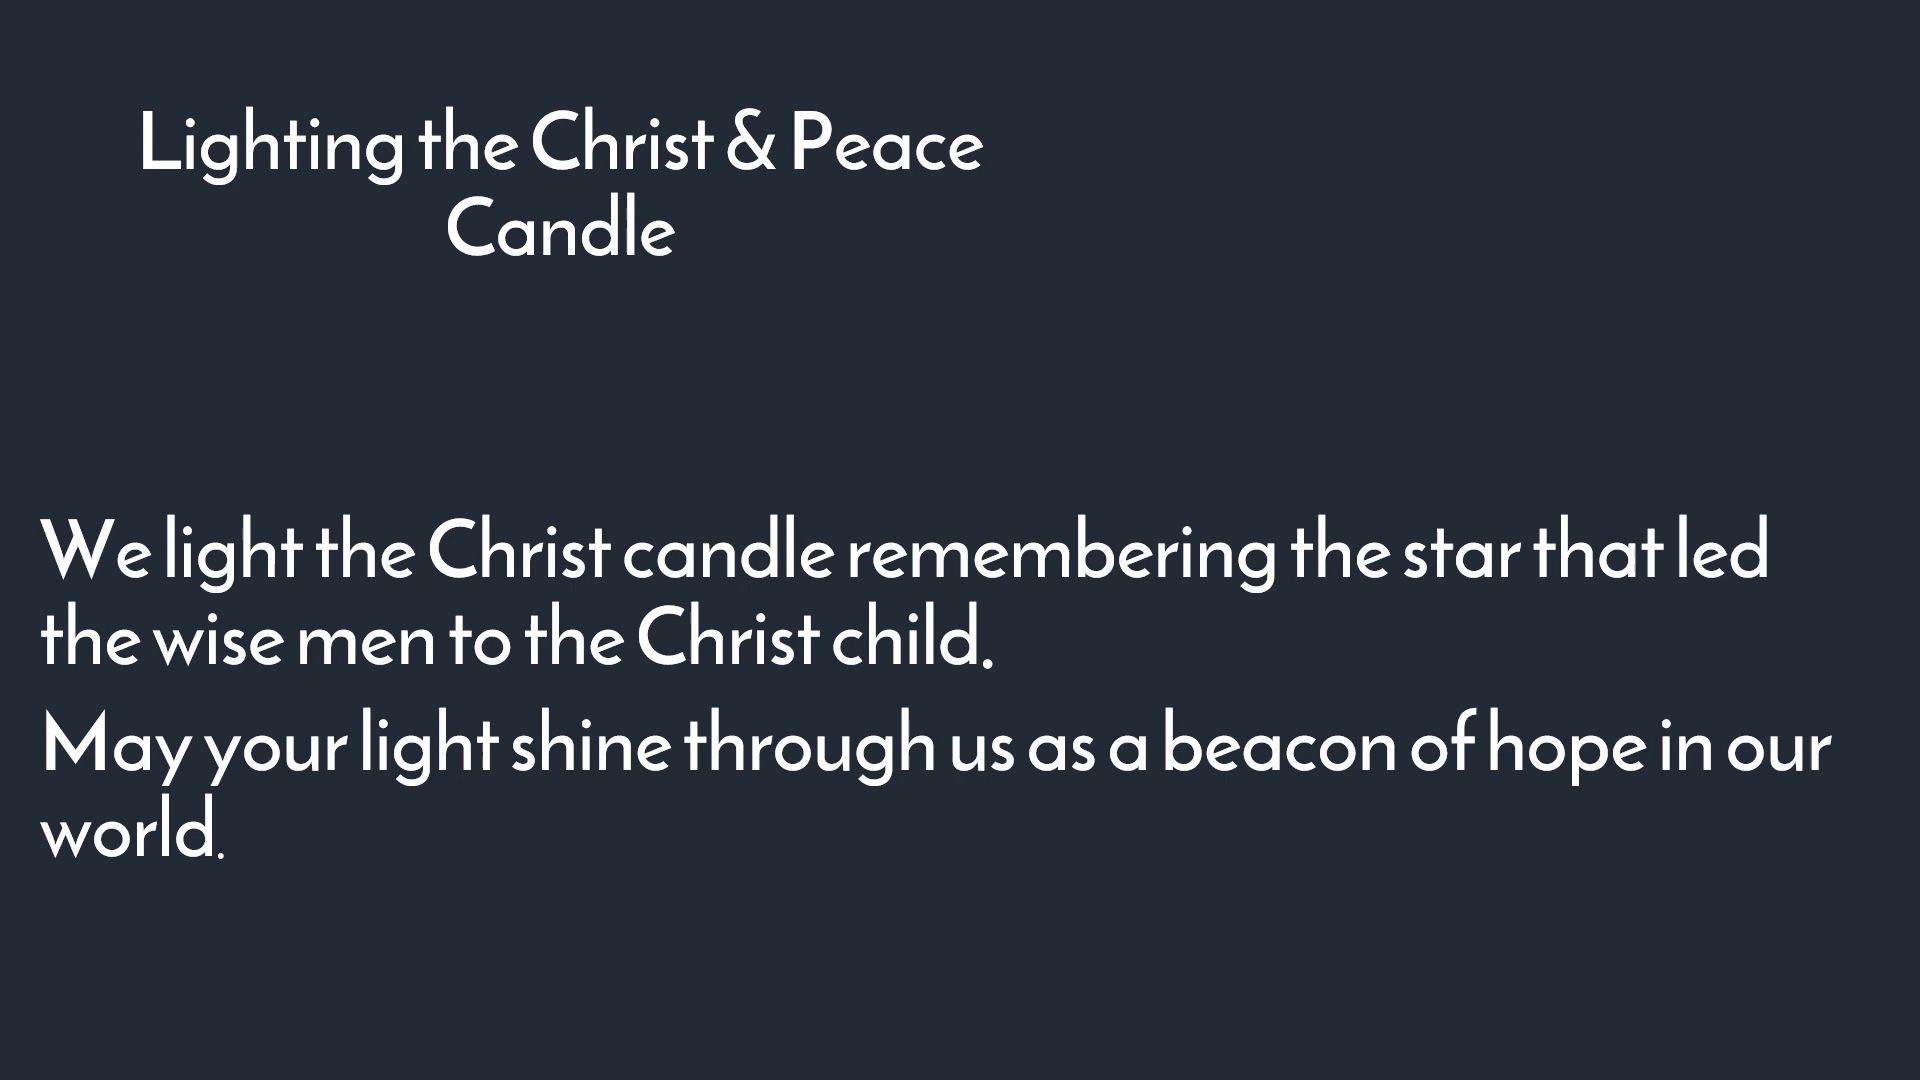 Lighting the Christ & Peace
Candle
We light the Christ candle remembering the star that led
the wise men to the Christ child.
May your light shine through us as a beacon of hope in our
world.